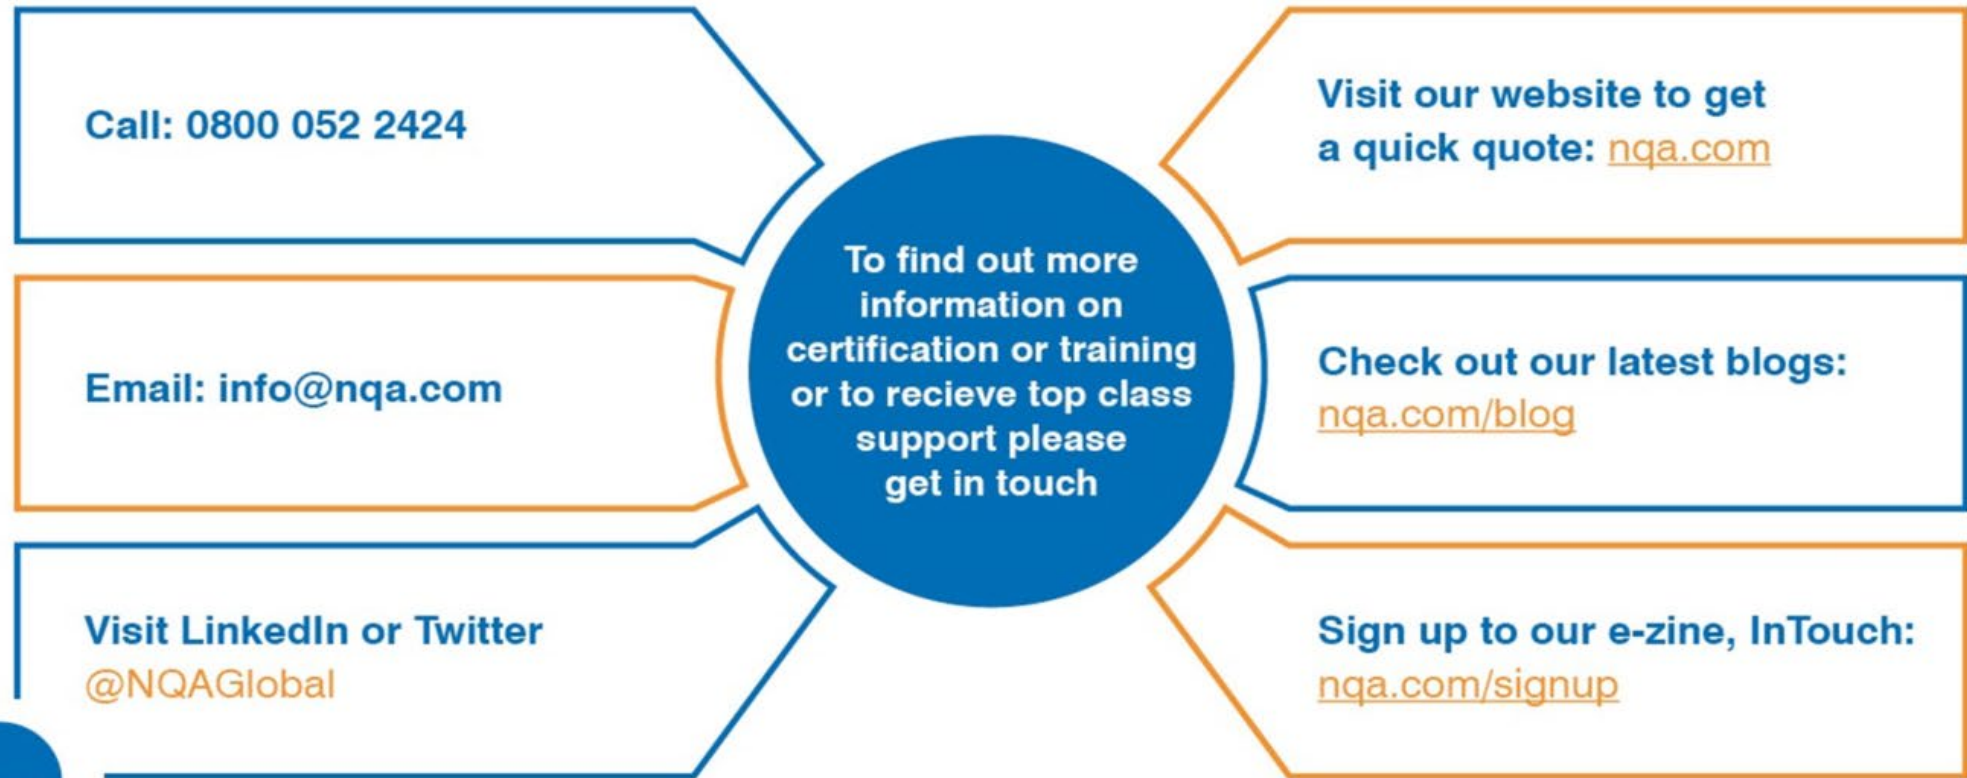 Call: 0800 052 2424
Email: info@nqa.com
Visit LinkedIn or Twitter
@NQAGlobal
To find out more
information on
certification or training
or to recieve top class
support please
get in touch
Visit our website to get
a quick quote: nqa.com
Check out our latest blogs:
nqa.com/blog
Sign up to our e-zine, InTouch:
nqa.com/signup